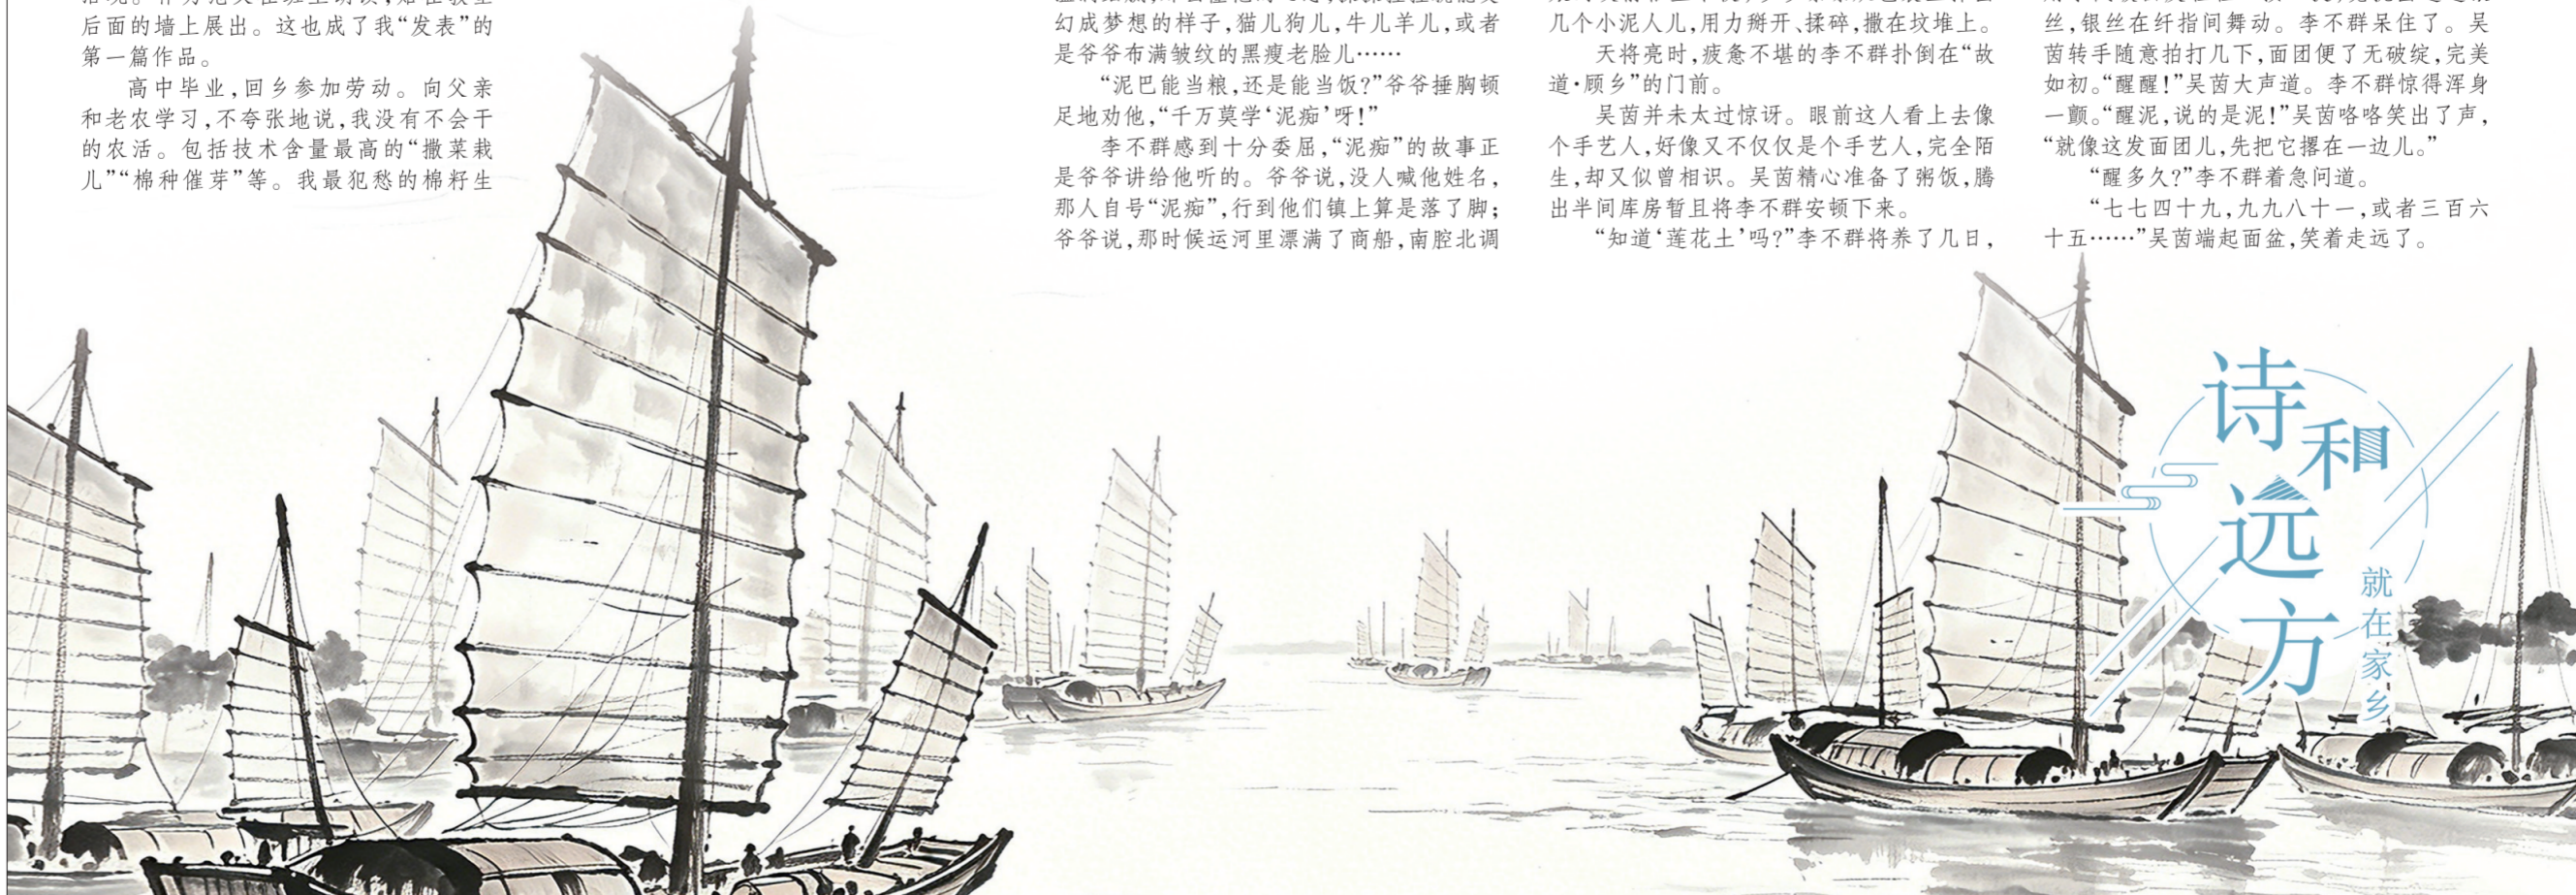 后面的墙上展出。这也成了我“发表”的
第一篇作品。
高中毕业,回乡参加劳动。向父亲
和老农学习,不夸张地说,我没有不会干
的农活。包括技术含量最高的“撒菜栽
儿”“棉种催芽”等。我最犯愁的棉籽生
幻成梦想的样子,猫儿狗儿,牛儿羊儿,或者
是爷爷布满皱纹的黑瘦老脸儿……
“泥巴能当粮,还是能当饭?”爷爷捶胸顿
足地劝他,“千万莫学‘泥痴’呀!”
李不群感到十分委屈,“泥痴”的故事正
是爷爷讲给他听的。爷爷说,没人喊他姓名,
那人自号“泥痴”,行到他们镇上算是落了脚;
爷爷说,那时候运河里漂满了商船,南腔北调
几个小泥人儿,用力掰开、揉碎,撒在坟堆上。
天将亮时,疲惫不堪的李不群扑倒在“故
道·顾乡”的门前。
吴茵并未太过惊讶。眼前这人看上去像
个手艺人,好像又不仅仅是个手艺人,完全陌
生,却又似曾相识。吴茵精心准备了粥饭,腾
出半间库房暂且将李不群安顿下来。
“知道‘莲花土’吗?”李不群将养了几日,
丝,银丝在纤指间舞动。李不群呆住了。吴
茵转手随意拍打几下,面团便了无破绽,完美
如初。“醒醒!”吴茵大声道。李不群惊得浑身
一颤。“醒泥,说的是泥!”吴茵咯咯笑出了声,
“就像这发面团儿,先把它撂在一边儿。”
“醒多久?”李不群着急问道。
“七七四十九,九九八十一,或者三百六
十五……”吴茵端起面盆,笑着走远了。
诗和远方
就在家乡